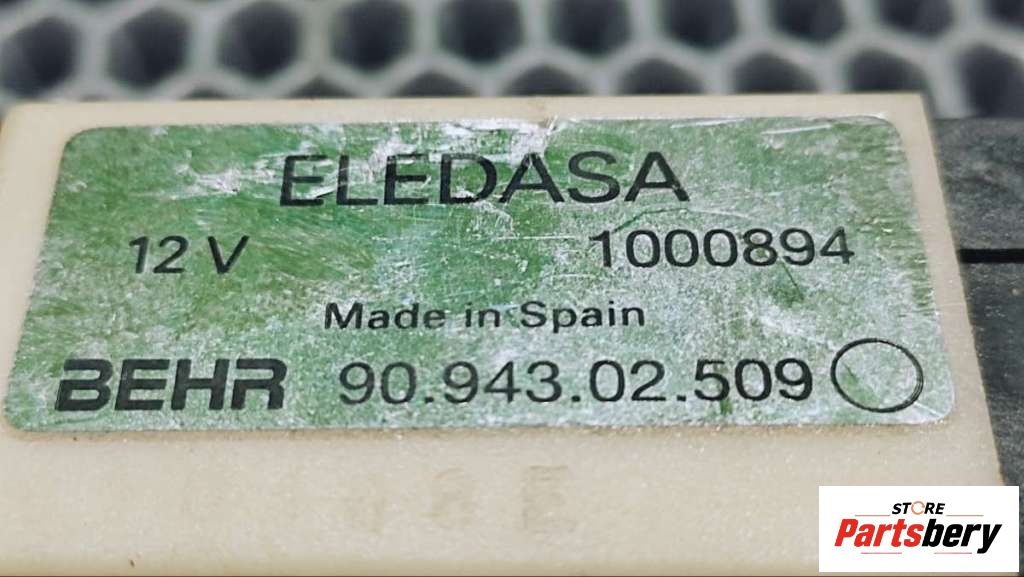 ELEDASA
12 V 1000894
Made in Spain
BEHR 90.943.02.509
STORE
Partsbery